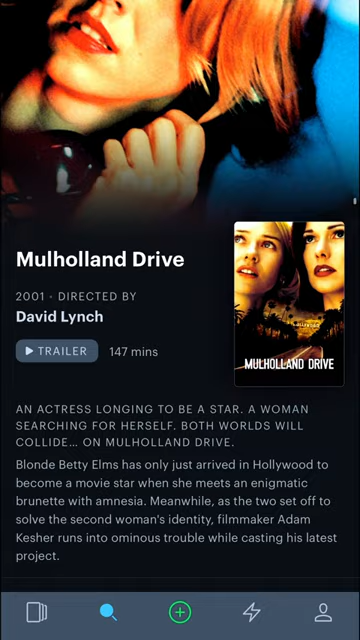 Mulholland Drive
2001 · DIRECTED BY
David Lynch
TRAILER
147 mins
MULHOLLAND DRIVE
AN ACTRESS LONGING TO BE A STAR. A WOMAN
SEARCHING FOR HERSELF. BOTH WORLDS WILL
COLLIDE… ON MULHOLLAND DRIVE.
Blonde Betty Elms has only just arrived in Hollywood to
become a movie star when she meets an enigmatic
brunette with amnesia. Meanwhile, as the two set off to
solve the second woman's identity, filmmaker Adam
Kesher runs into ominous trouble while casting his latest
project.